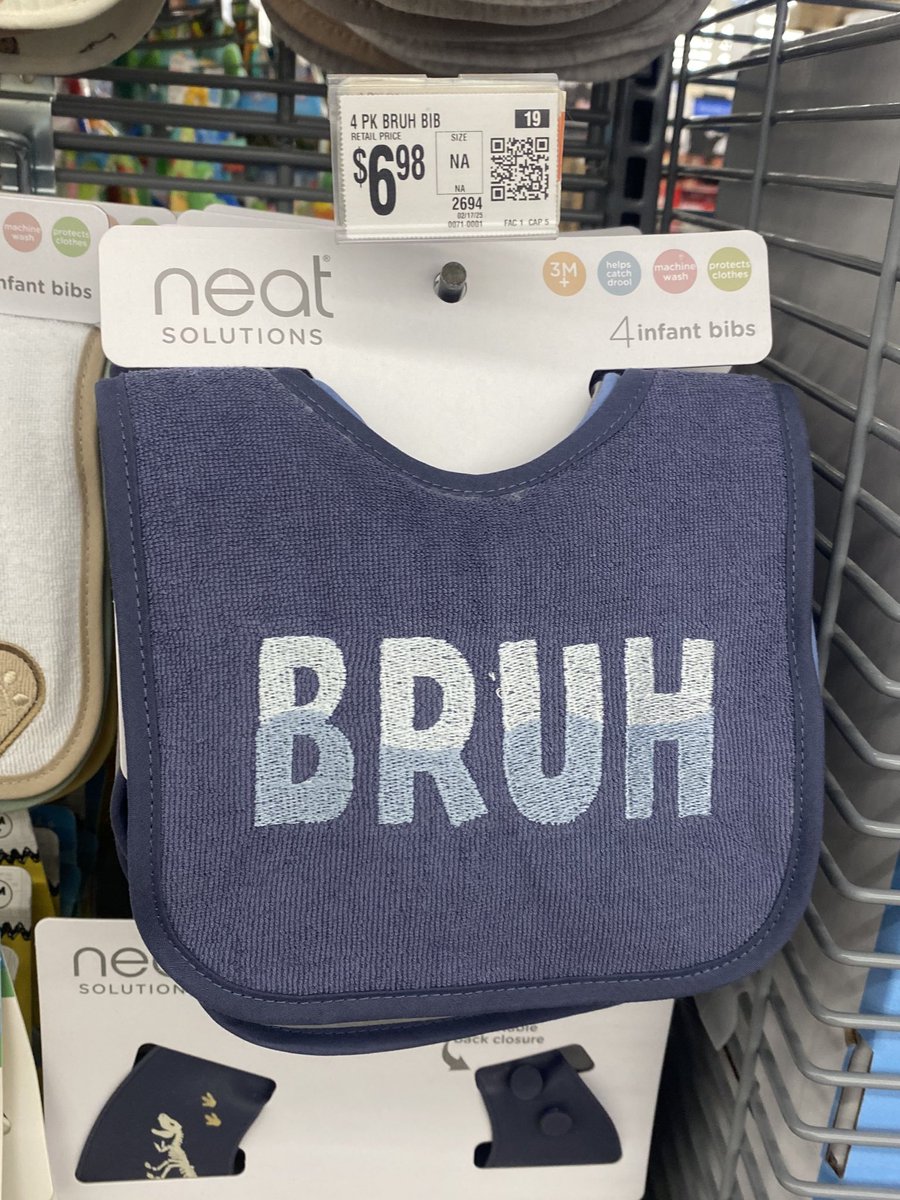 4 PK BRUH BIB
19
RETAIL PRICE
$6 98
SIZE
NA
NA
2694
02/17/25
0071-0001
FAC 1 CAP 5
machine
wash
protects
clothes
nfant bibs
neat®
SOLUTIONS
3M
+
helps
catch
drool
machine
wash
protects
clothes
4 infant bibs
BRUH
SOLUTION
back closure